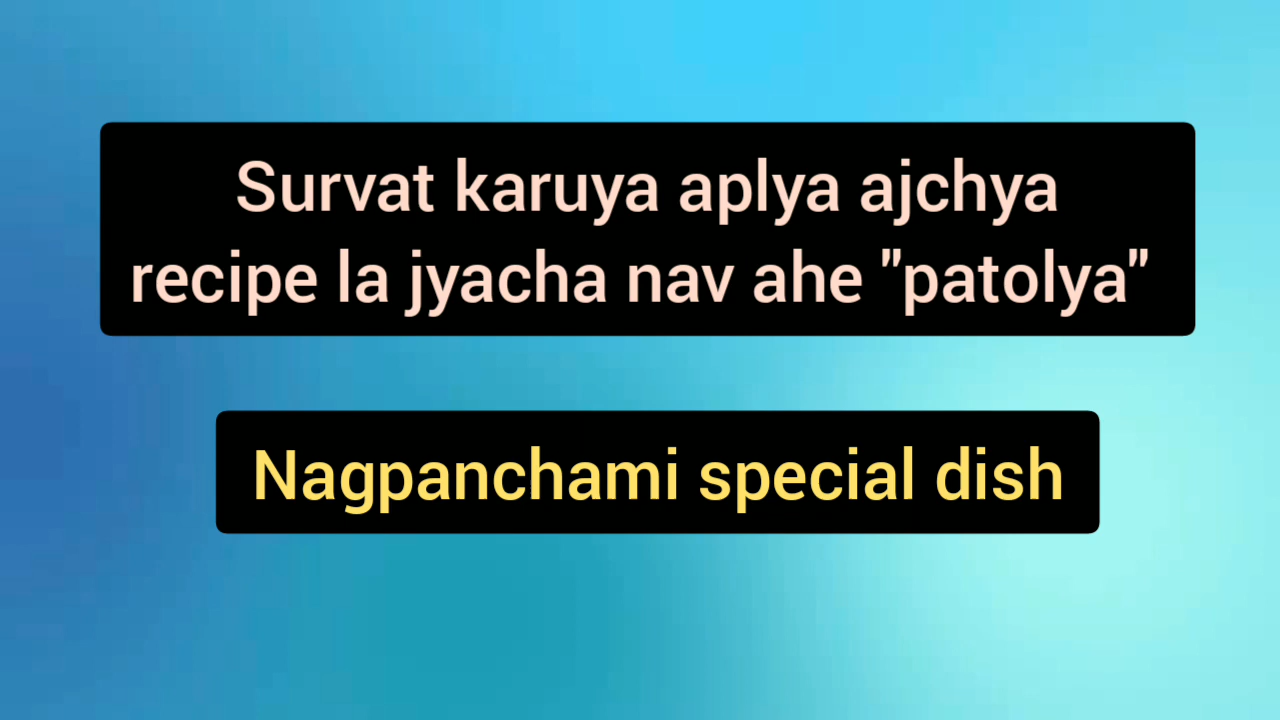 Survat karuya aplya ajchya
recipe la jyacha nav ahe "patolya"
Nagpanchami special dish